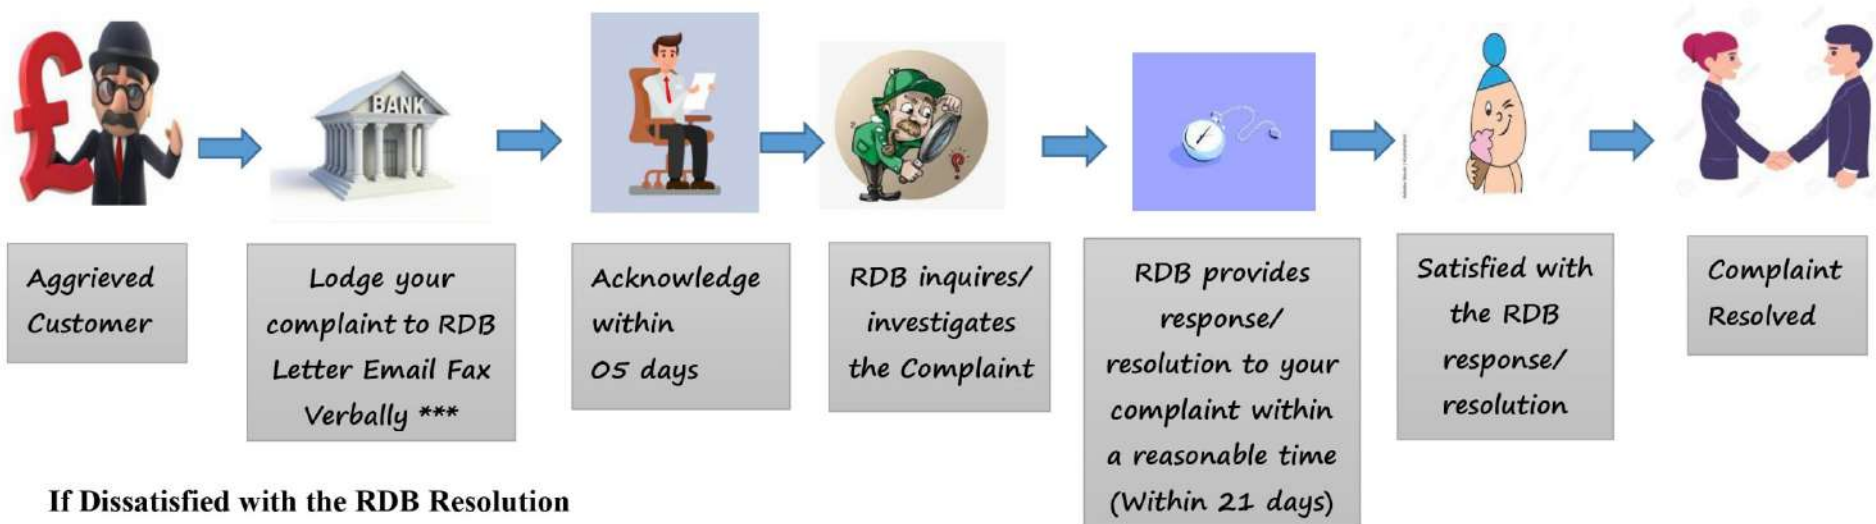 BANK
Aggrieved
Customer
Lodge your
complaint to RDB
Letter Email Fax
Verbally ***
Acknowledge
within
05 days
RDB inquires/
investigates
the Complaint
RDB provides
response/
resolution to your
complaint within
a reasonable time
(Within 21 days)
Satisfied with
the RDB
response/
resolution
Complaint
Resolved
If Dissatisfied with the RDB Resolution